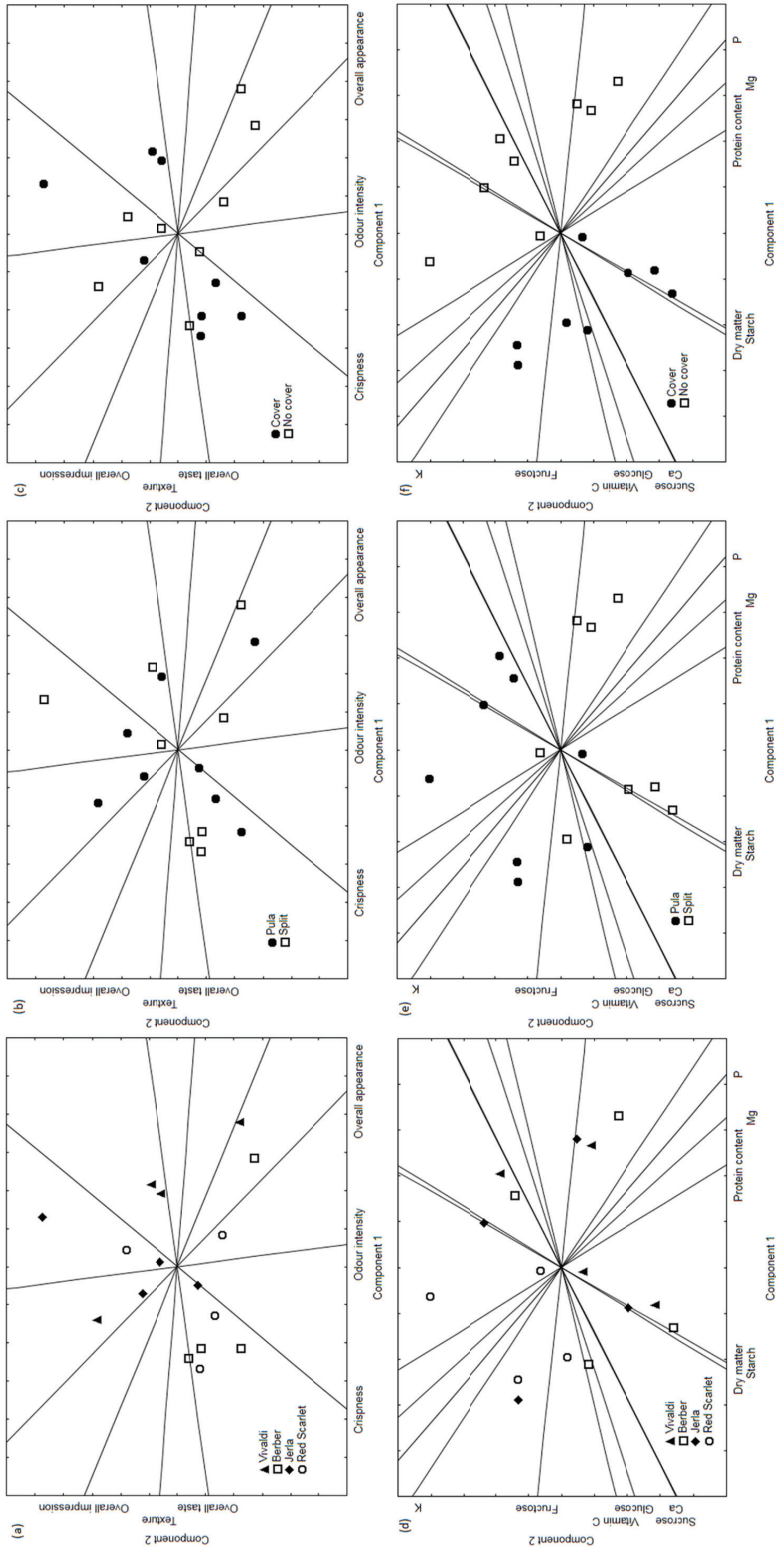 (a)
Component 2
Texture
Overall taste Overall impression
Vivaldi
Berber
Jerla
Red Scarlet
Crispness Odour intensity Overall appearance
Component 1
(b)
Component 2
Texture
Overall taste Overall impression
Pula
Split
Crispness Odour intensity Overall appearance
Component 1
(c)
Component 2
Texture
Overall taste Overall impression
Cover
No cover
Crispness Odour intensity Overall appearance
Component 1
(d)
Component 2
Sucrose Vitamin C
Ca Glucose Fructose K
Vivaldi
Berber
Jerla
Red Scarlet
Dry matter Protein content Mg P
Starch
Component 1
(e)
Component 2
Sucrose Vitamin C
Ca Glucose Fructose K
Pula
Split
Dry matter Protein content Mg P
Starch
Component 1
(f)
Component 2
Sucrose Vitamin C
Ca Glucose Fructose K
Cover
No cover
Dry matter Protein content Mg P
Starch
Component 1